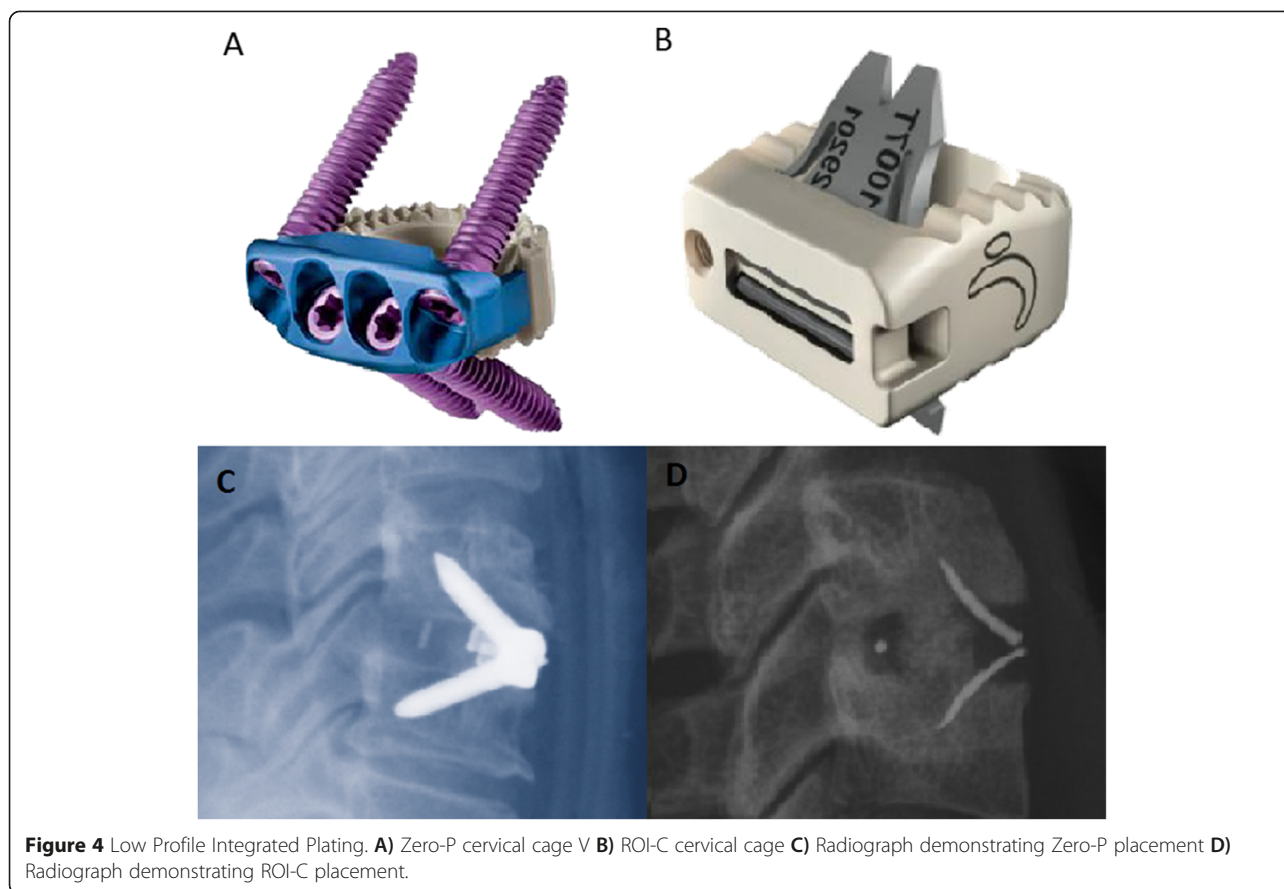 A
B
C
D
Figure 4 Low Profile Integrated Plating. A) Zero-P cervical cage V B) ROI-C cervical cage C) Radiograph demonstrating Zero-P placement D)
Radiograph demonstrating ROI-C placement.